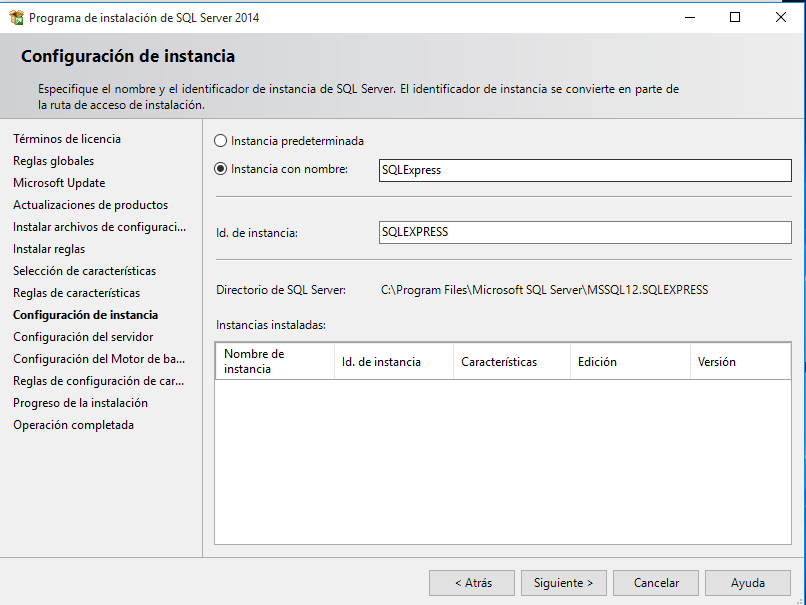 Programa de instalación de SQL Server 2014
Configuración de instancia
Especifique el nombre y el identificador de instancia de SQL Server. El identificador de instancia se convierte en parte de
la ruta de acceso de instalación.
Términos de licencia
Reglas globales
Microsoft Update
Actualizaciones de productos
Instalar archivos de configuraci...
Instalar reglas
Selección de características
Reglas de características
Configuración de instancia
Configuración del servidor
Configuración del Motor de ba...
Reglas de configuración de car...
Progreso de la instalación
Operación completada
Instancia predeterminada
Instancia con nombre: SQLExpress
Id. de instancia: SQLEXPRESS
Directorio de SQL Server: C:\Program Files\Microsoft SQL Server\MSSQL12.SQLEXPRESS
Instancias instaladas:
Nombre de
instancia
Id. de instancia
Características
Edición
Versión
< Atrás
Siguiente >
Cancelar
Ayuda